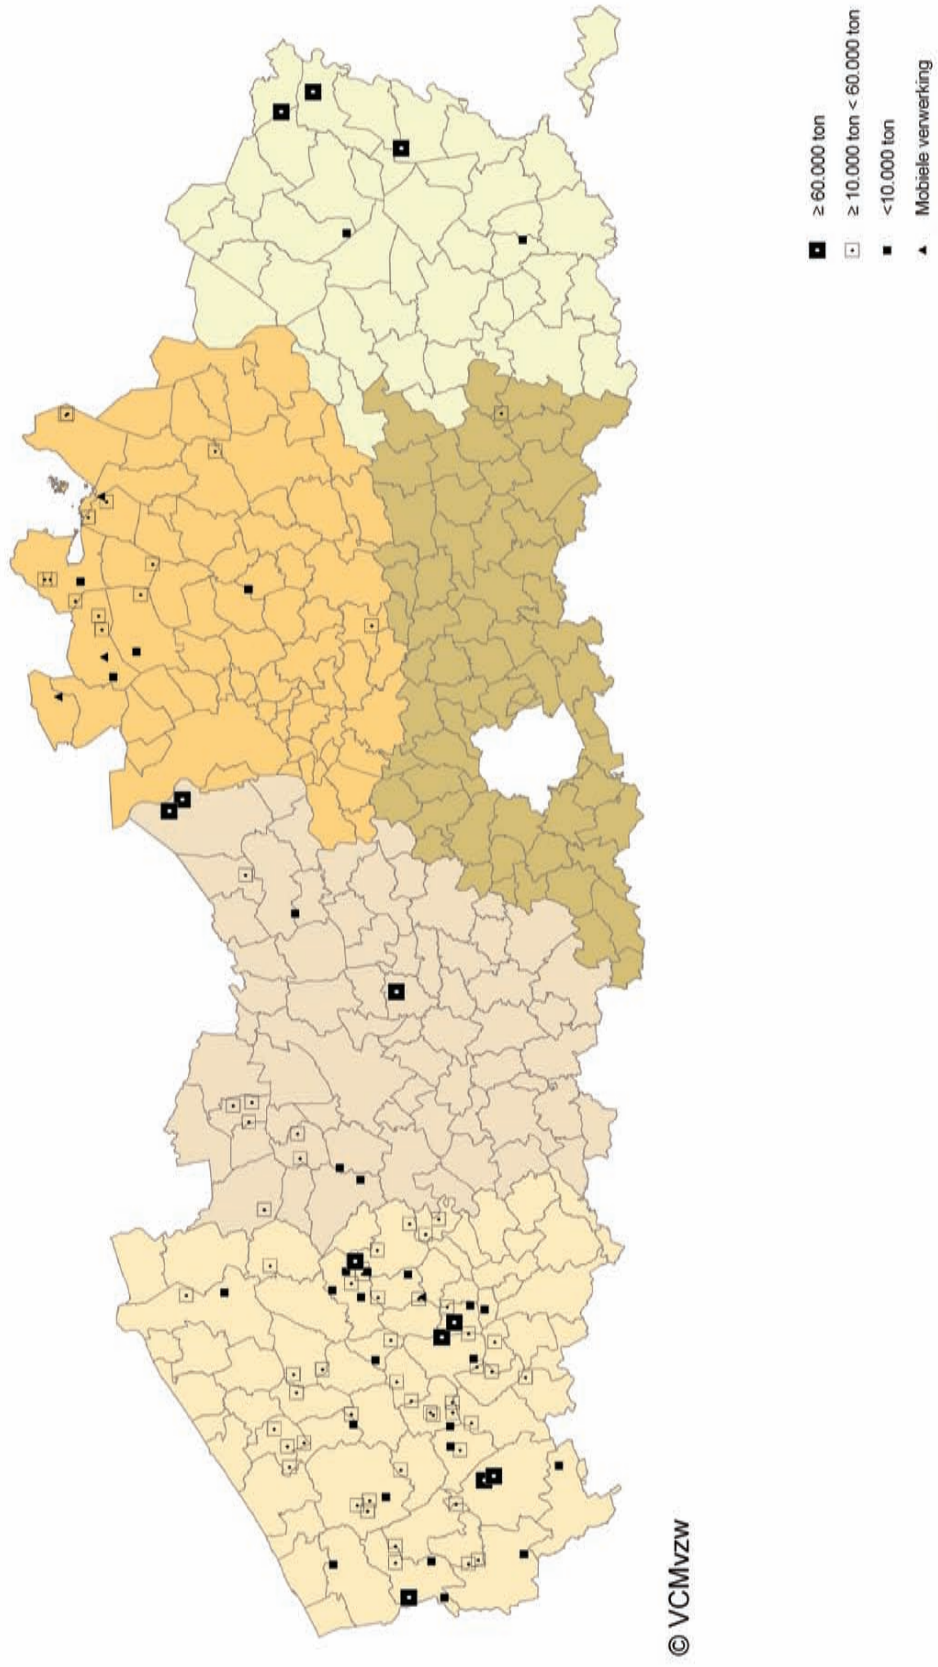 ≥ 60.000 ton
≥ 10.000 ton < 60.000 ton
<10.000 ton
Mobiele verwerking
© VCMvzw